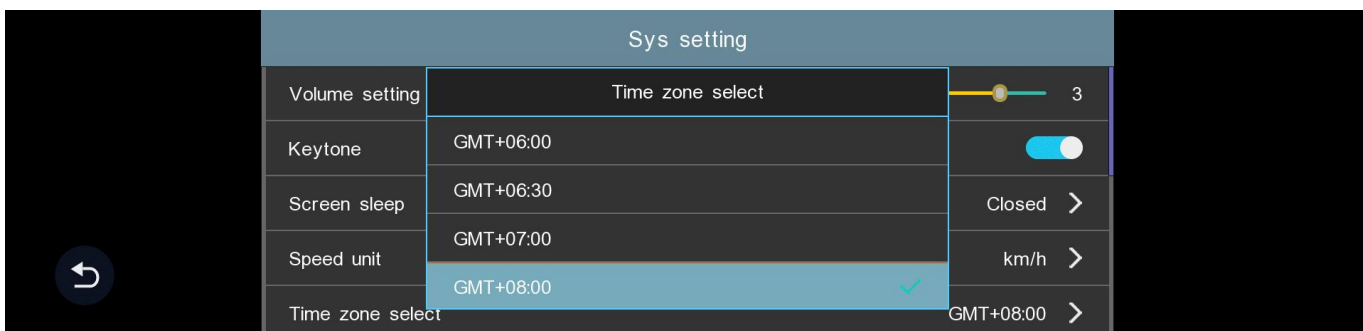 Sys setting
Volume setting
Time zone select
3
Keytone
GMT+06:00
Screen sleep
GMT+06:30
Closed
Speed unit
GMT+07:00
km/h
GMT+08:00
Time zone select
GMT+08:00